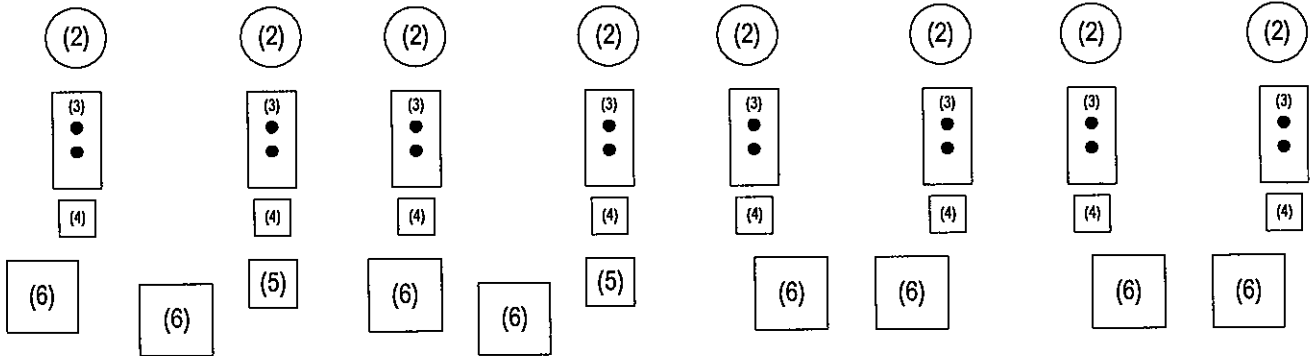 (2) (2) (2) (2) (2) (2) (2) (2)
(3) (3) (3) (3) (3) (3) (3) (3)
(4) (4) (4) (4) (4) (4) (4) (4)
(6) (5) (6) (5) (6) (6) (6) (6)
(6) (6)